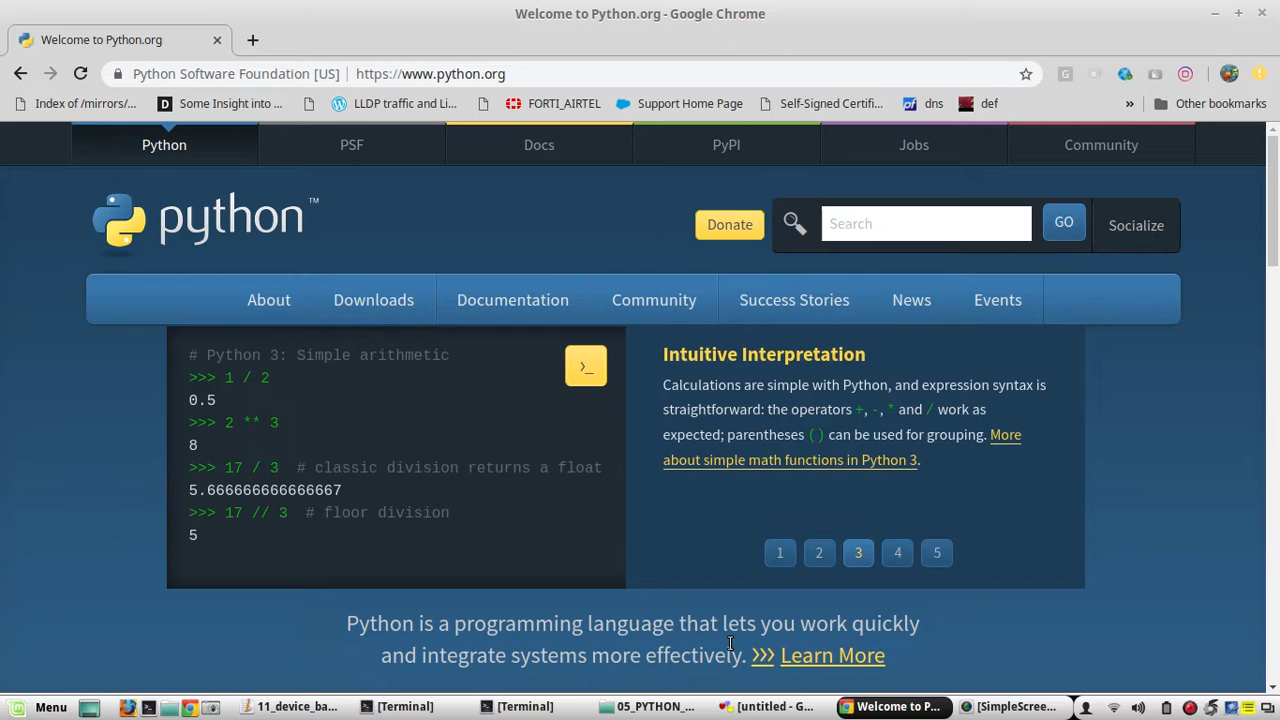 Welcome to Python.org - Google Chrome
Welcome to Python.org
Python Software Foundation [US] https://www.python.org
Index of /mirrors/... Some Insight into ... LLDP traffic and Li... FORTI_AIRTEL Support Home Page Self-Signed Certifi... dns def » Other bookmarks
Python PSF Docs PyPI Jobs Community
python™
Donate Search GO Socialize
About Downloads Documentation Community Success Stories News Events
# Python 3: Simple arithmetic
>>> 1 / 2
0.5
>>> 2 ** 3
8
>>> 17 / 3 # classic division returns a float
5.666666666666667
>>> 17 // 3 # floor division
5
>_
Intuitive Interpretation
Calculations are simple with Python, and expression syntax is
straightforward: the operators +, -, * and / work as
expected; parentheses () can be used for grouping. More
about simple math functions in Python 3.
1 2 3 4 5
Python is a programming language that lets you work quickly
and integrate systems more effectively. >>> Learn More
Menu 11_device_ba... [Terminal] [Terminal] 05_PYTHON_... [untitled - G... Welcome to P... [SimpleScreen...